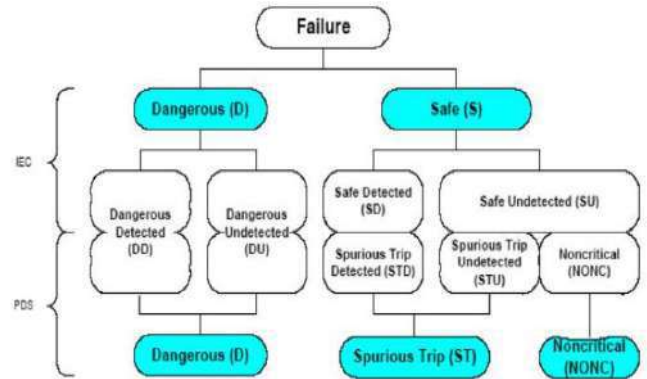 Failure
Dangerous (D)
Safe (S)
IEC
Dangerous
Detected
(DD)
Dangerous
Undetected
(DU)
Safe Detected
(SD)
Safe Undetected (SU)
Spurious Trip
Detected (STD)
Spurious Trip
Undetected
(STU)
Noncritical
(NONC)
PDS
Dangerous (D)
Spurious Trip (ST)
Noncritical
(NONC)